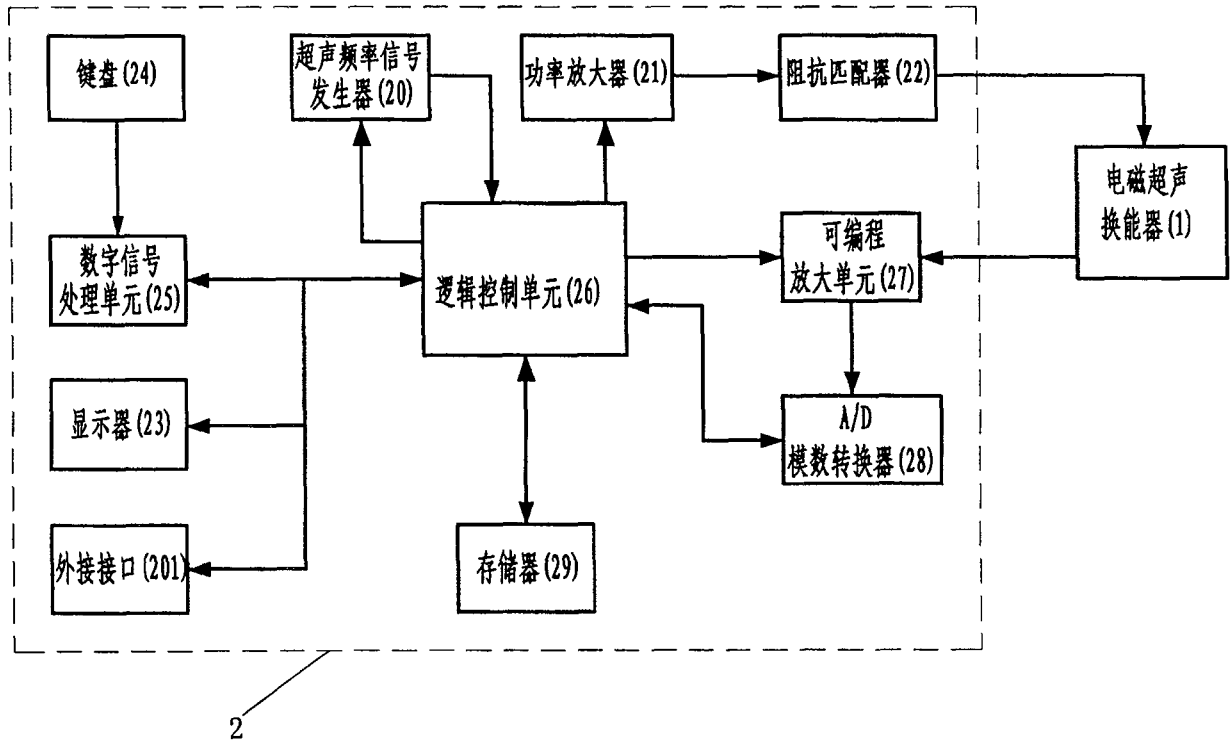 键盘(24)
超声频率信号
发生器(20)
功率放大器(21)
阻抗匹配器(22)
电磁超声
换能器(1)
数字信号
处理单元(25)
逻辑控制单元(26)
可编程
放大单元(27)
显示器(23)
A/D
模数转换器(28)
外接接口(201)
存储器(29)
2